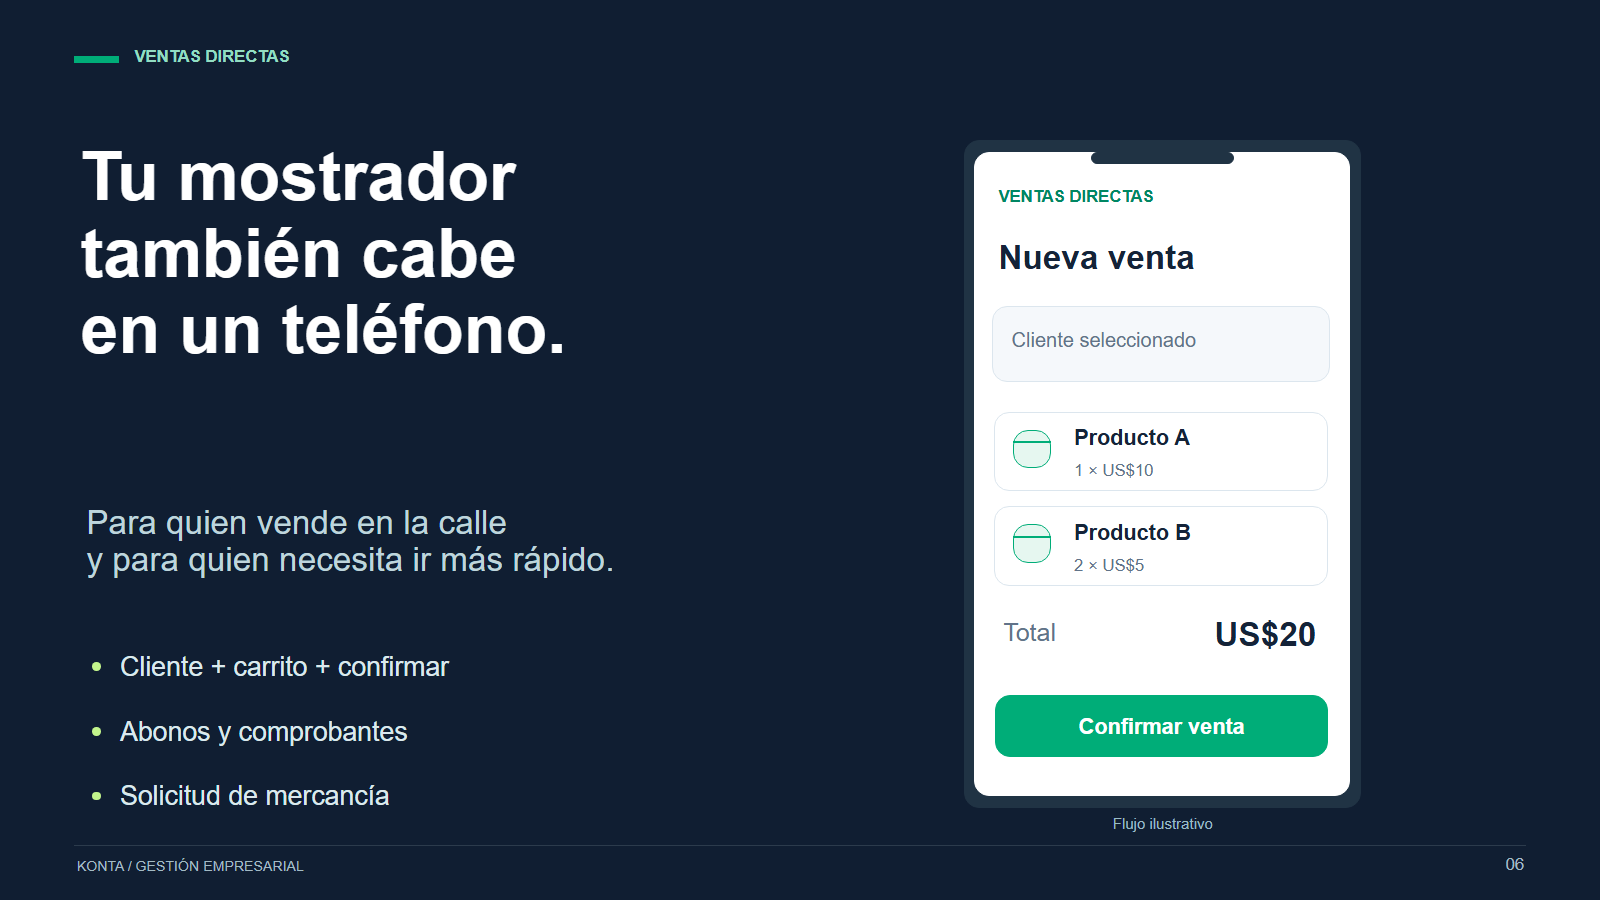 VENTAS DIRECTAS
Tu mostrador
también cabe
en un teléfono.
Para quien vende en la calle
y para quien necesita ir más rápido.
• Cliente + carrito + confirmar
• Abonos y comprobantes
• Solicitud de mercancía
VENTAS DIRECTAS
Nueva venta
Cliente seleccionado
Producto A
1 × US$10
Producto B
2 × US$5
Total US$20
Confirmar venta
Flujo ilustrativo
KONTA / GESTIÓN EMPRESARIAL 06